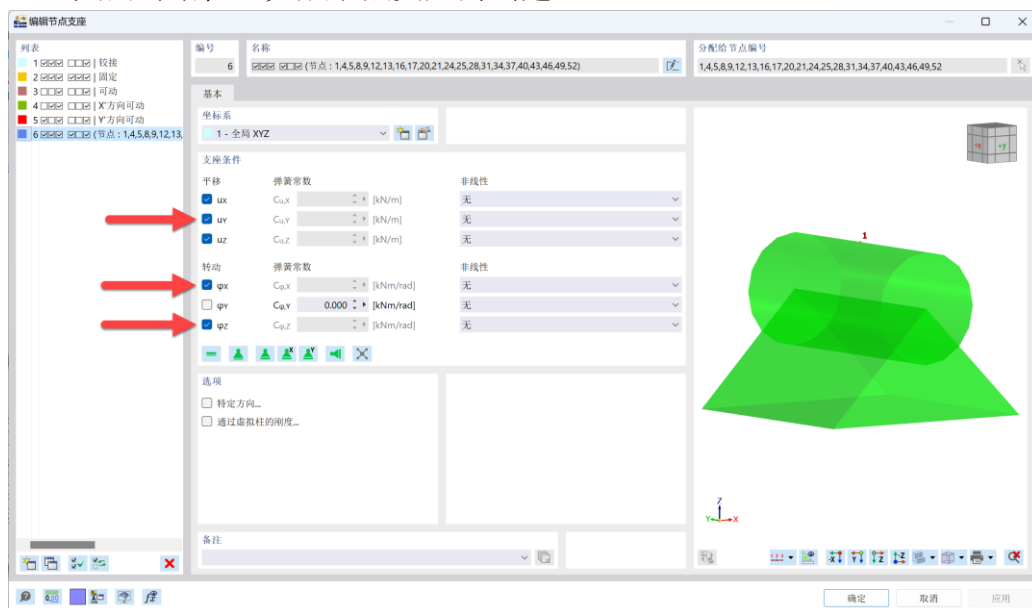 编辑节点支座
列表
1 | 铰接
2 | 固定
3 | 可动
4 | X'方向可动
5 | Y'方向可动
6 (节点 : 1,4,5,8,9,12,13,
编号
6
名称
(节点 : 1,4,5,8,9,12,13,16,17,20,21,24,25,28,31,34,37,40,43,46,49,52)
分配给节点编号
1,4,5,8,9,12,13,16,17,20,21,24,25,28,31,34,37,40,43,46,49,52
基本
坐标系
1 - 全局 XYZ
支座条件
平移 弹簧常数 非线性
uX Cu,X [kN/m] 无
uY Cu,Y [kN/m] 无
uZ Cu,Z [kN/m] 无
转动 弹簧常数 非线性
φX Cφ,X [kNm/rad] 无
φY Cφ,Y 0.000 [kNm/rad] 无
φZ Cφ,Z [kNm/rad] 无
选项
特定方向...
通过虚拟柱的刚度...
备注
1
+y
Z
Y X
确定 取消 应用